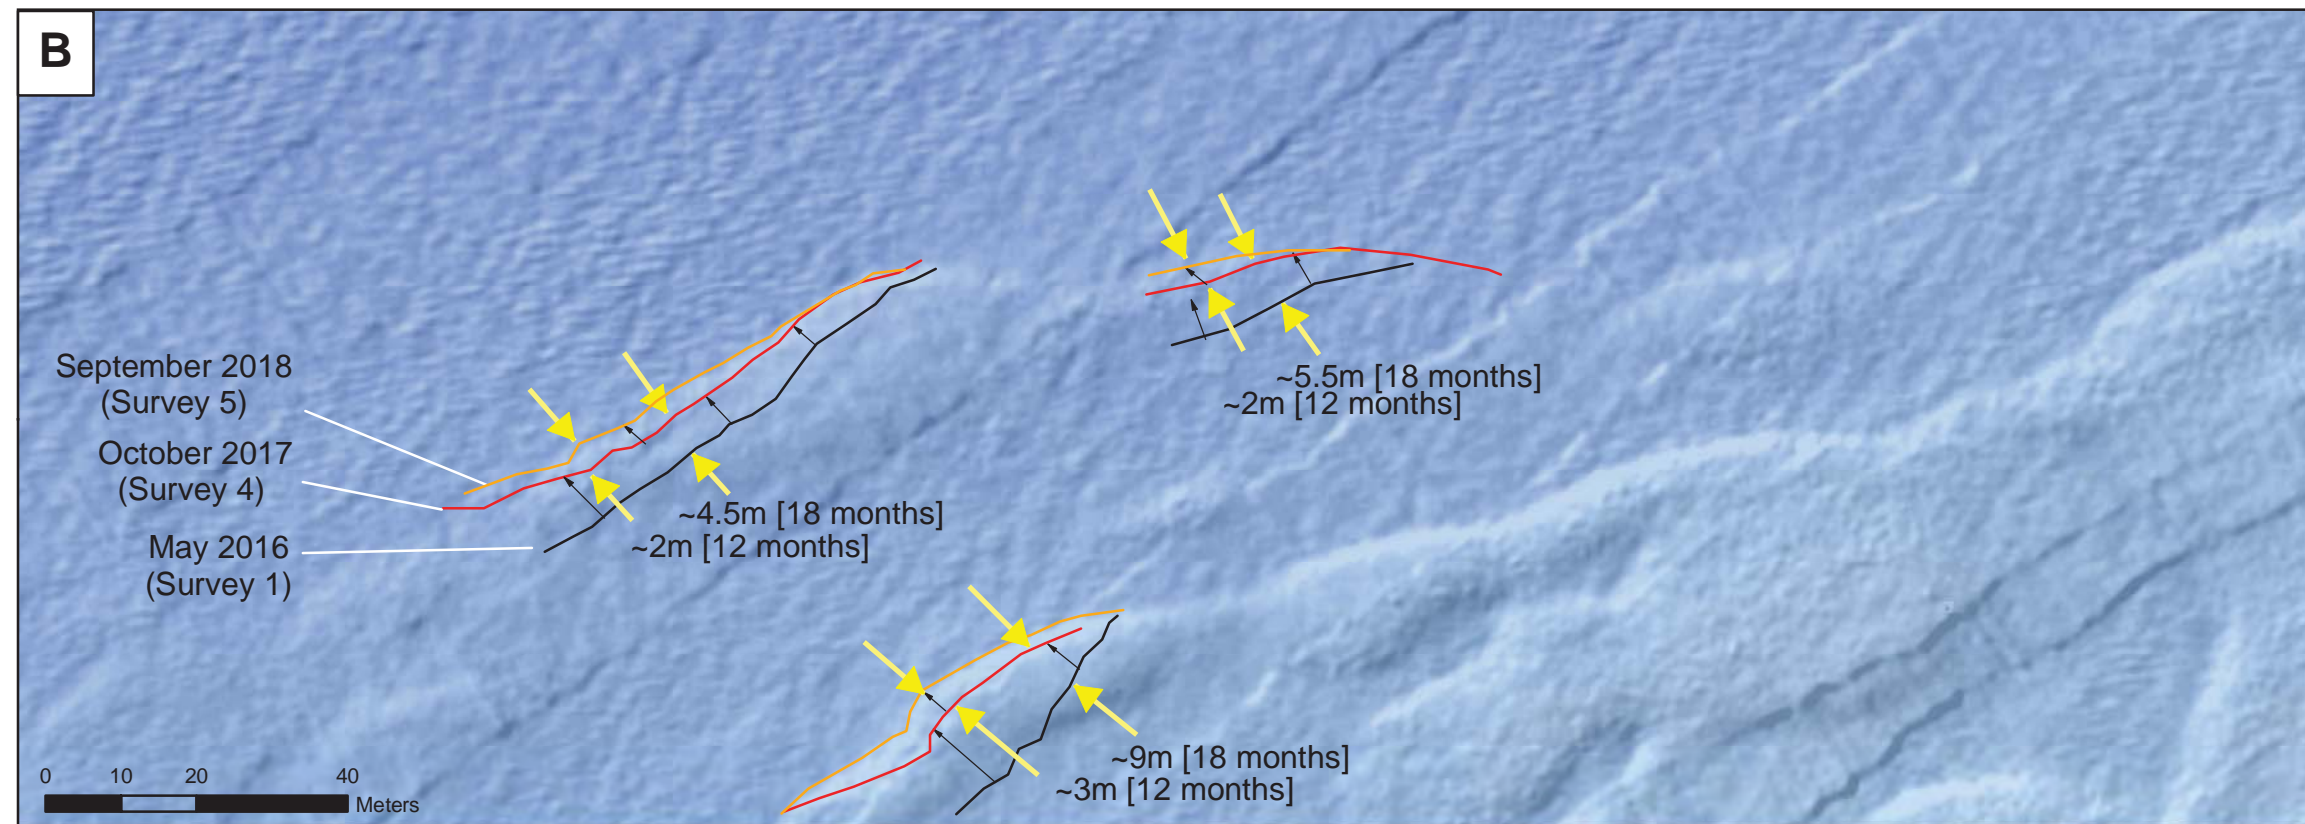 B
September 2018
(Survey 5)
October 2017
(Survey 4)
May 2016
(Survey 1)
~4.5m [18 months]
~2m [12 months]
~5.5m [18 months]
~2m [12 months]
~9m [18 months]
~3m [12 months]
0 10 20 40
Meters